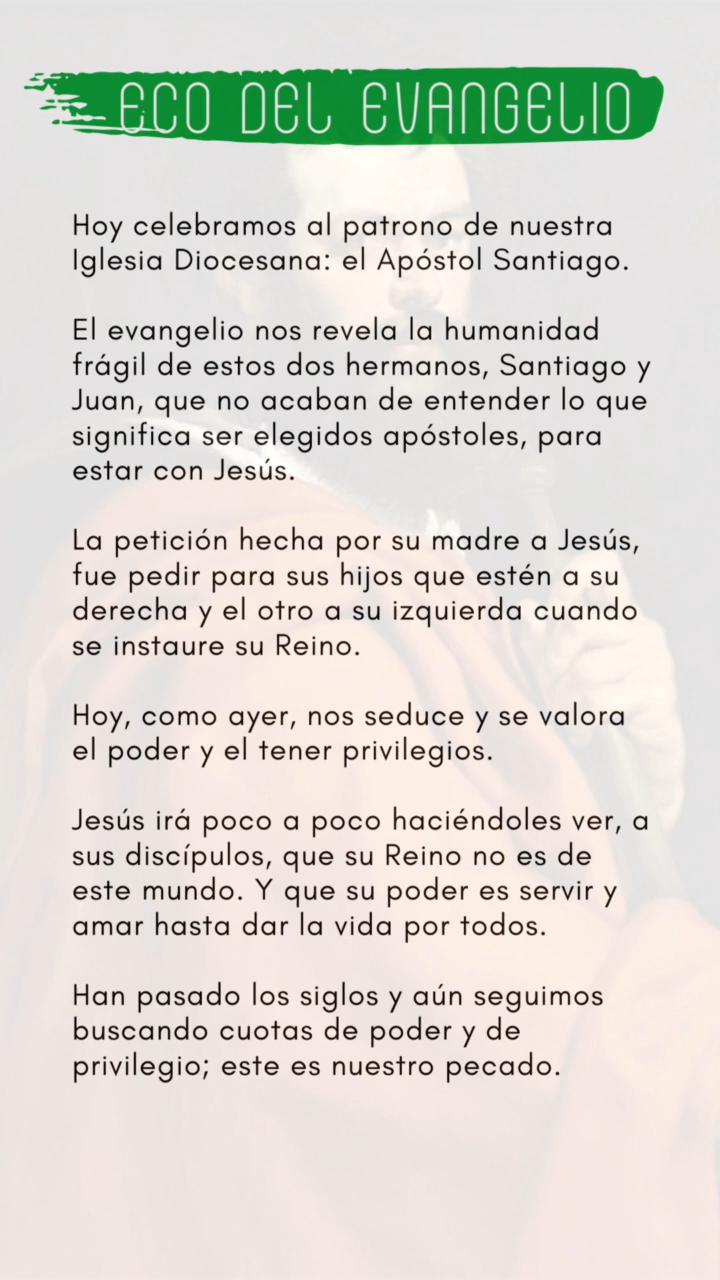 ECO DEL EVANGELIO
Hoy celebramos al patrono de nuestra
Iglesia Diocesana: el Apóstol Santiago.
El evangelio nos revela la humanidad
frágil de estos dos hermanos, Santiago y
Juan, que no acaban de entender lo que
significa ser elegidos apóstoles, para
estar con Jesús.
La petición hecha por su madre a Jesús,
fue pedir para sus hijos que estén a su
derecha y el otro a su izquierda cuando
se instaure su Reino.
Hoy, como ayer, nos seduce y se valora
el poder y el tener privilegios.
Jesús irá poco a poco haciéndoles ver, a
sus discípulos, que su Reino no es de
este mundo. Y que su poder es servir y
amar hasta dar la vida por todos.
Han pasado los siglos y aún seguimos
buscando cuotas de poder y de
privilegio; este es nuestro pecado.